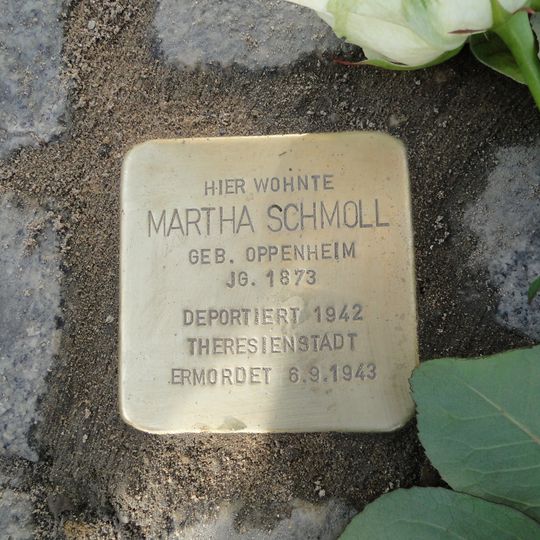 HIER WOHNTE
MARTHA SCHMOLL
GEB. OPPENHEIM
JG. 1873
DEPORTIERT 1942
THERESIENSTADT
ERMORDET 6.9.1943